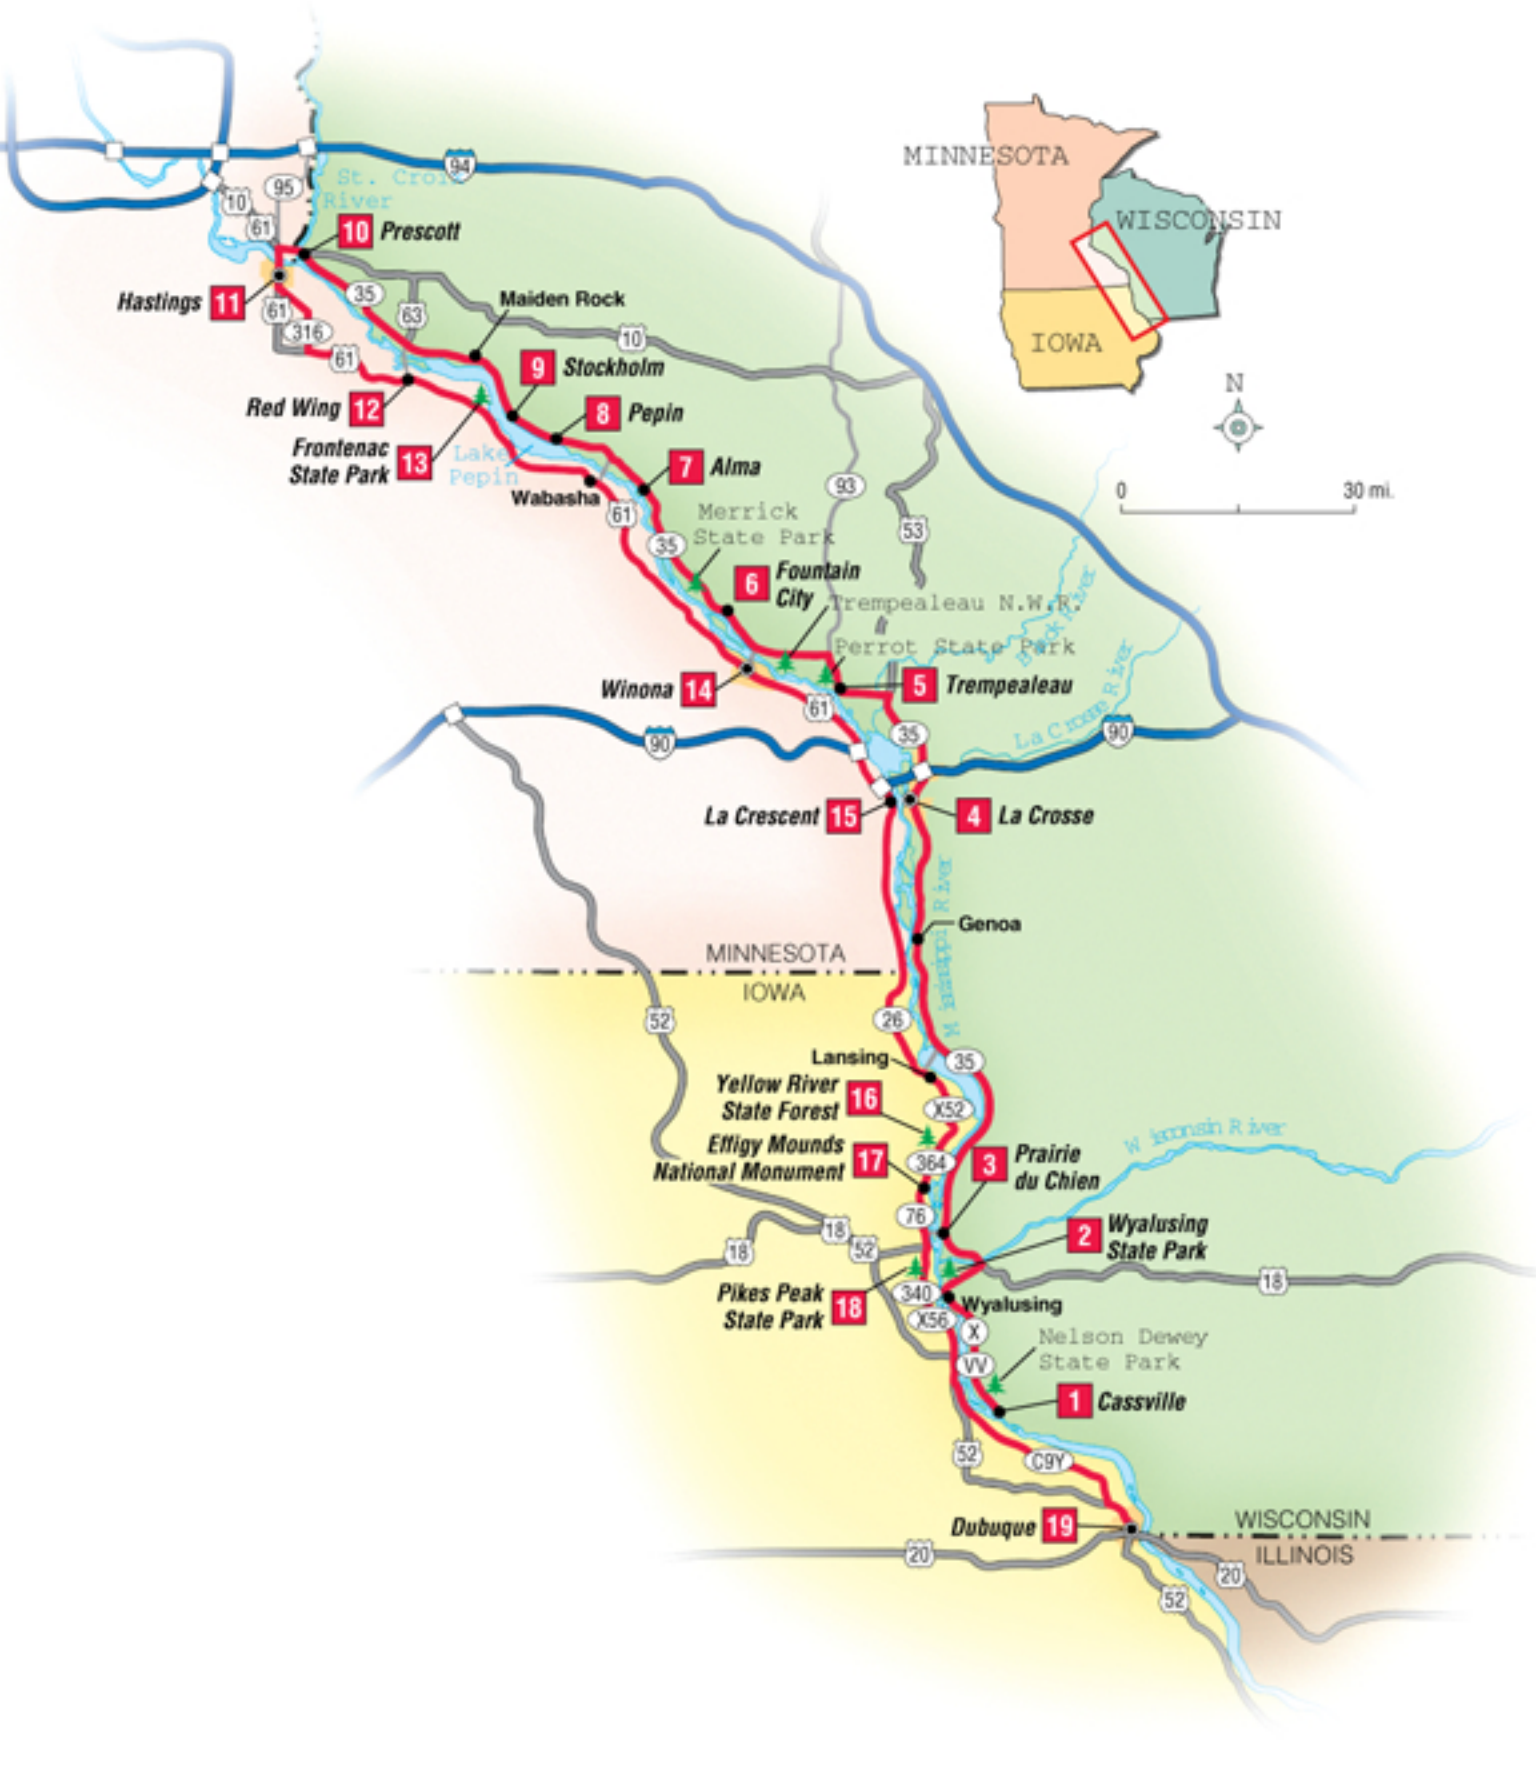 94
MINNESOTA
95
St. Croix
River
10
WISCONSIN
61
10 Prescott
Hastings 11
35
Maiden Rock
61
63
316
10
IOWA
61
9 Stockholm
N
Red Wing 12
8 Pepin
Frontenac
State Park 13
Lake
Pepin
7 Alma
Wabasha
93
0 30 mi.
61
Merrick
State Park
53
35
6 Fountain
City
Trempealeau N.W.R.
Black River
Perrot State Park
Winona 14
5 Trempealeau
61
La Crosse River
35
90
90
La Crescent 15
4 La Crosse
Mississippi River
Genoa
MINNESOTA
IOWA
52
26
Lansing
35
Yellow River
State Forest 16
X52
Effigy Mounds
National Monument 17
364
3 Prairie
du Chien
Wisconsin River
76
18
18
52
2 Wyalusing
State Park
18
Pikes Peak
State Park 18
340
Wyalusing
X56
X
Nelson Dewey
State Park
VV
1 Cassville
52
C9Y
Dubuque 19
WISCONSIN
ILLINOIS
20
20
52